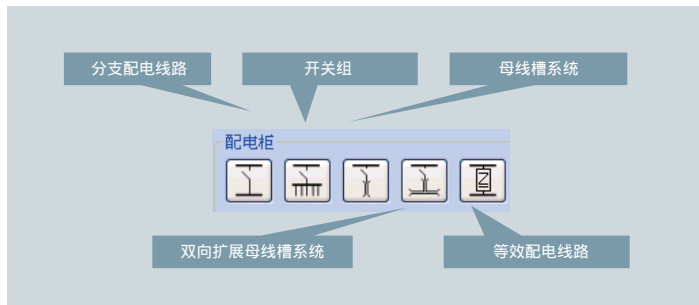 分支配电线路
开关组
母线槽系统
配电柜
双向扩展母线槽系统
等效配电线路